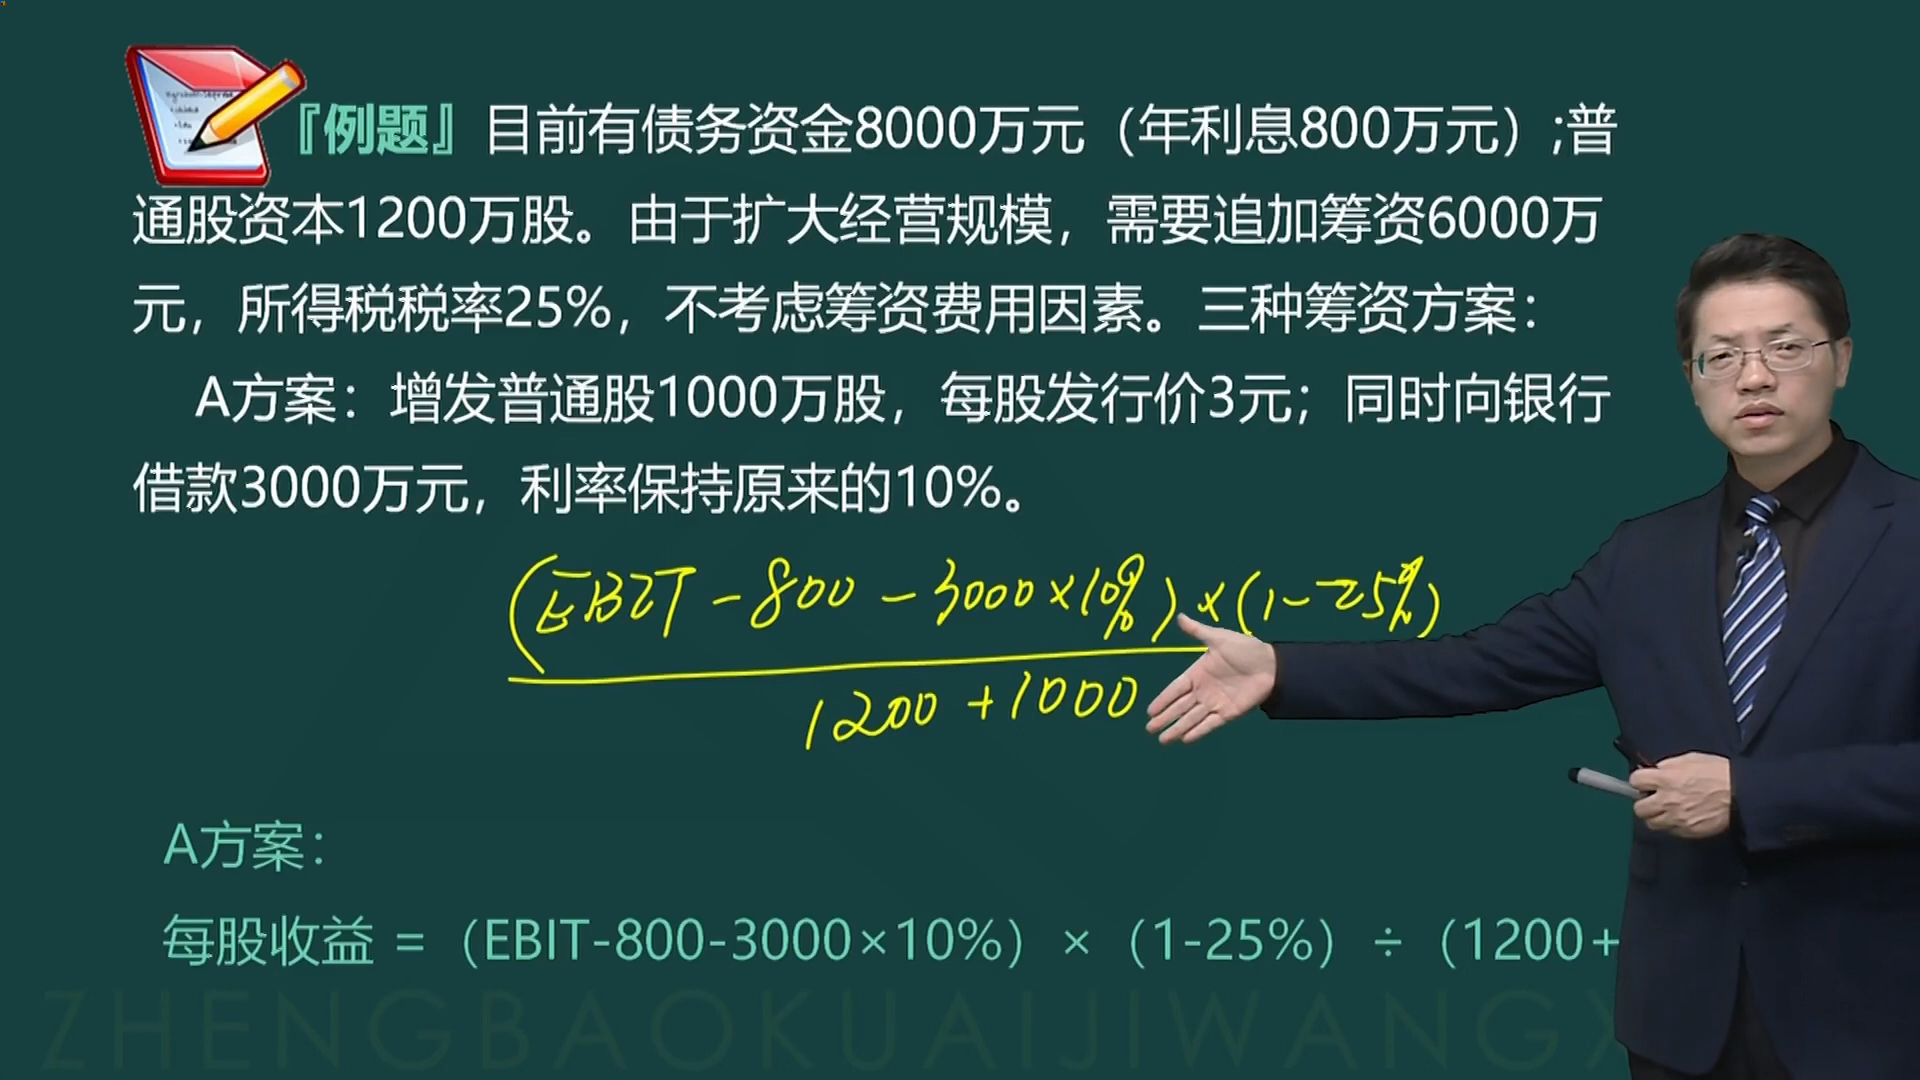 『例题』目前有债务资金8000万元（年利息800万元）;普
通股资本1200万股。由于扩大经营规模，需要追加筹资6000万
元，所得税税率25%，不考虑筹资费用因素。三种筹资方案：
A方案：增发普通股1000万股，每股发行价3元；同时向银行
借款3000万元，利率保持原来的10%。
(EBIT-800-3000×10%)×(1-25%)
1200+1000
A方案：
每股收益 =（EBIT-800-3000×10%）×（1-25%）÷（1200+
ZHENGBAOKUAIJIWANGX